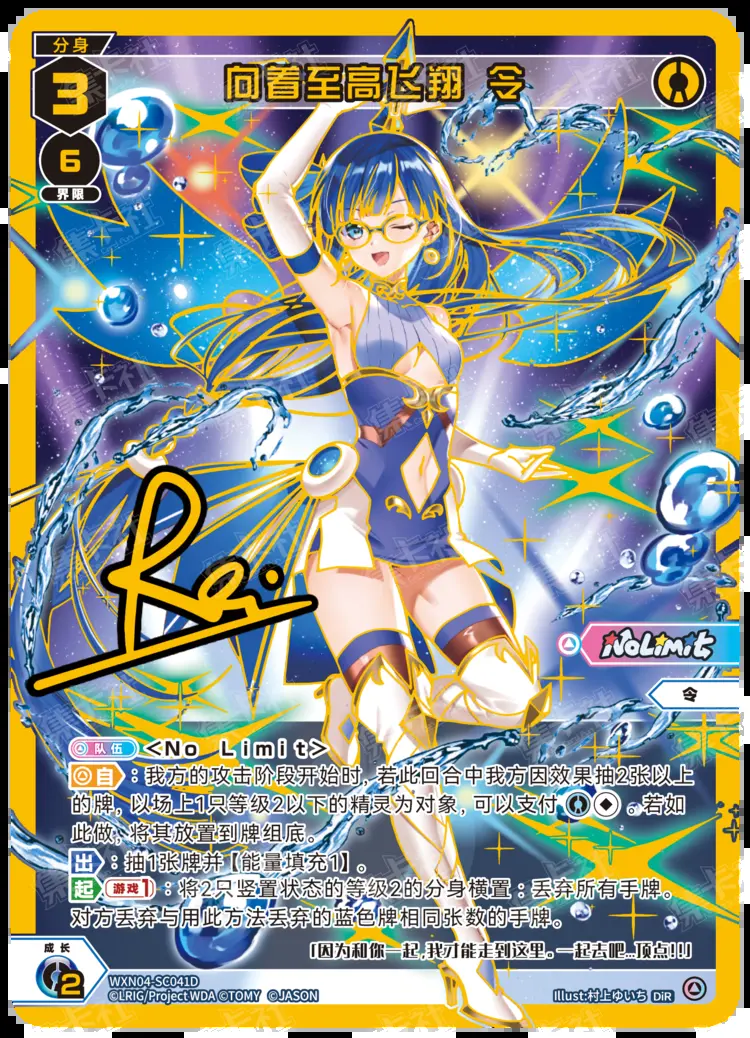 分身
向着至高飞翔 令
3
6
界限
Rei
NoLimit
令
队伍 <No Limit>
自：我方的攻击阶段开始时，若此回合中我方因效果抽2张以上
的牌，以场上1只等级2以下的精灵为对象，可以支付 。若如
此做，将其放置到牌组底。
出：抽1张牌并【能量填充1】。
起 游戏1：将2只竖置状态的等级2的分身横置：丢弃所有手牌。
对方丢弃与用此方法丢弃的蓝色牌相同张数的手牌。
「因为和你一起，我才能走到这里。一起去吧…顶点!!」
成长
2
WXN04-SC041D
©LRIG/Project WDA ©TOMY ©JASON
Illust:村上ゆいち DiR
集卡社